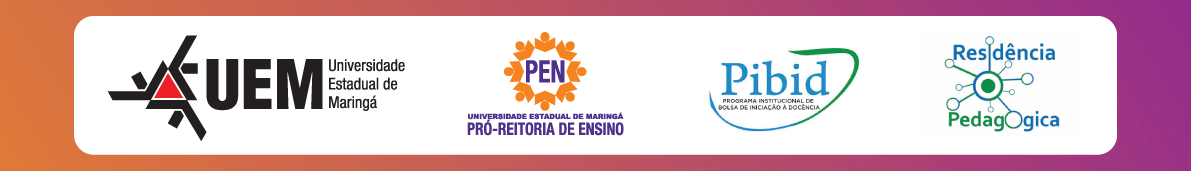 UEM
Universidade
Estadual de
Maringá
PEN
UNIVERSIDADE ESTADUAL DE MARINGÁ
PRÓ-REITORIA DE ENSINO
Pibid
PROGRAMA INSTITUCIONAL DE
BOLSA DE INICIAÇÃO À DOCÊNCIA
Residência
Pedagogica